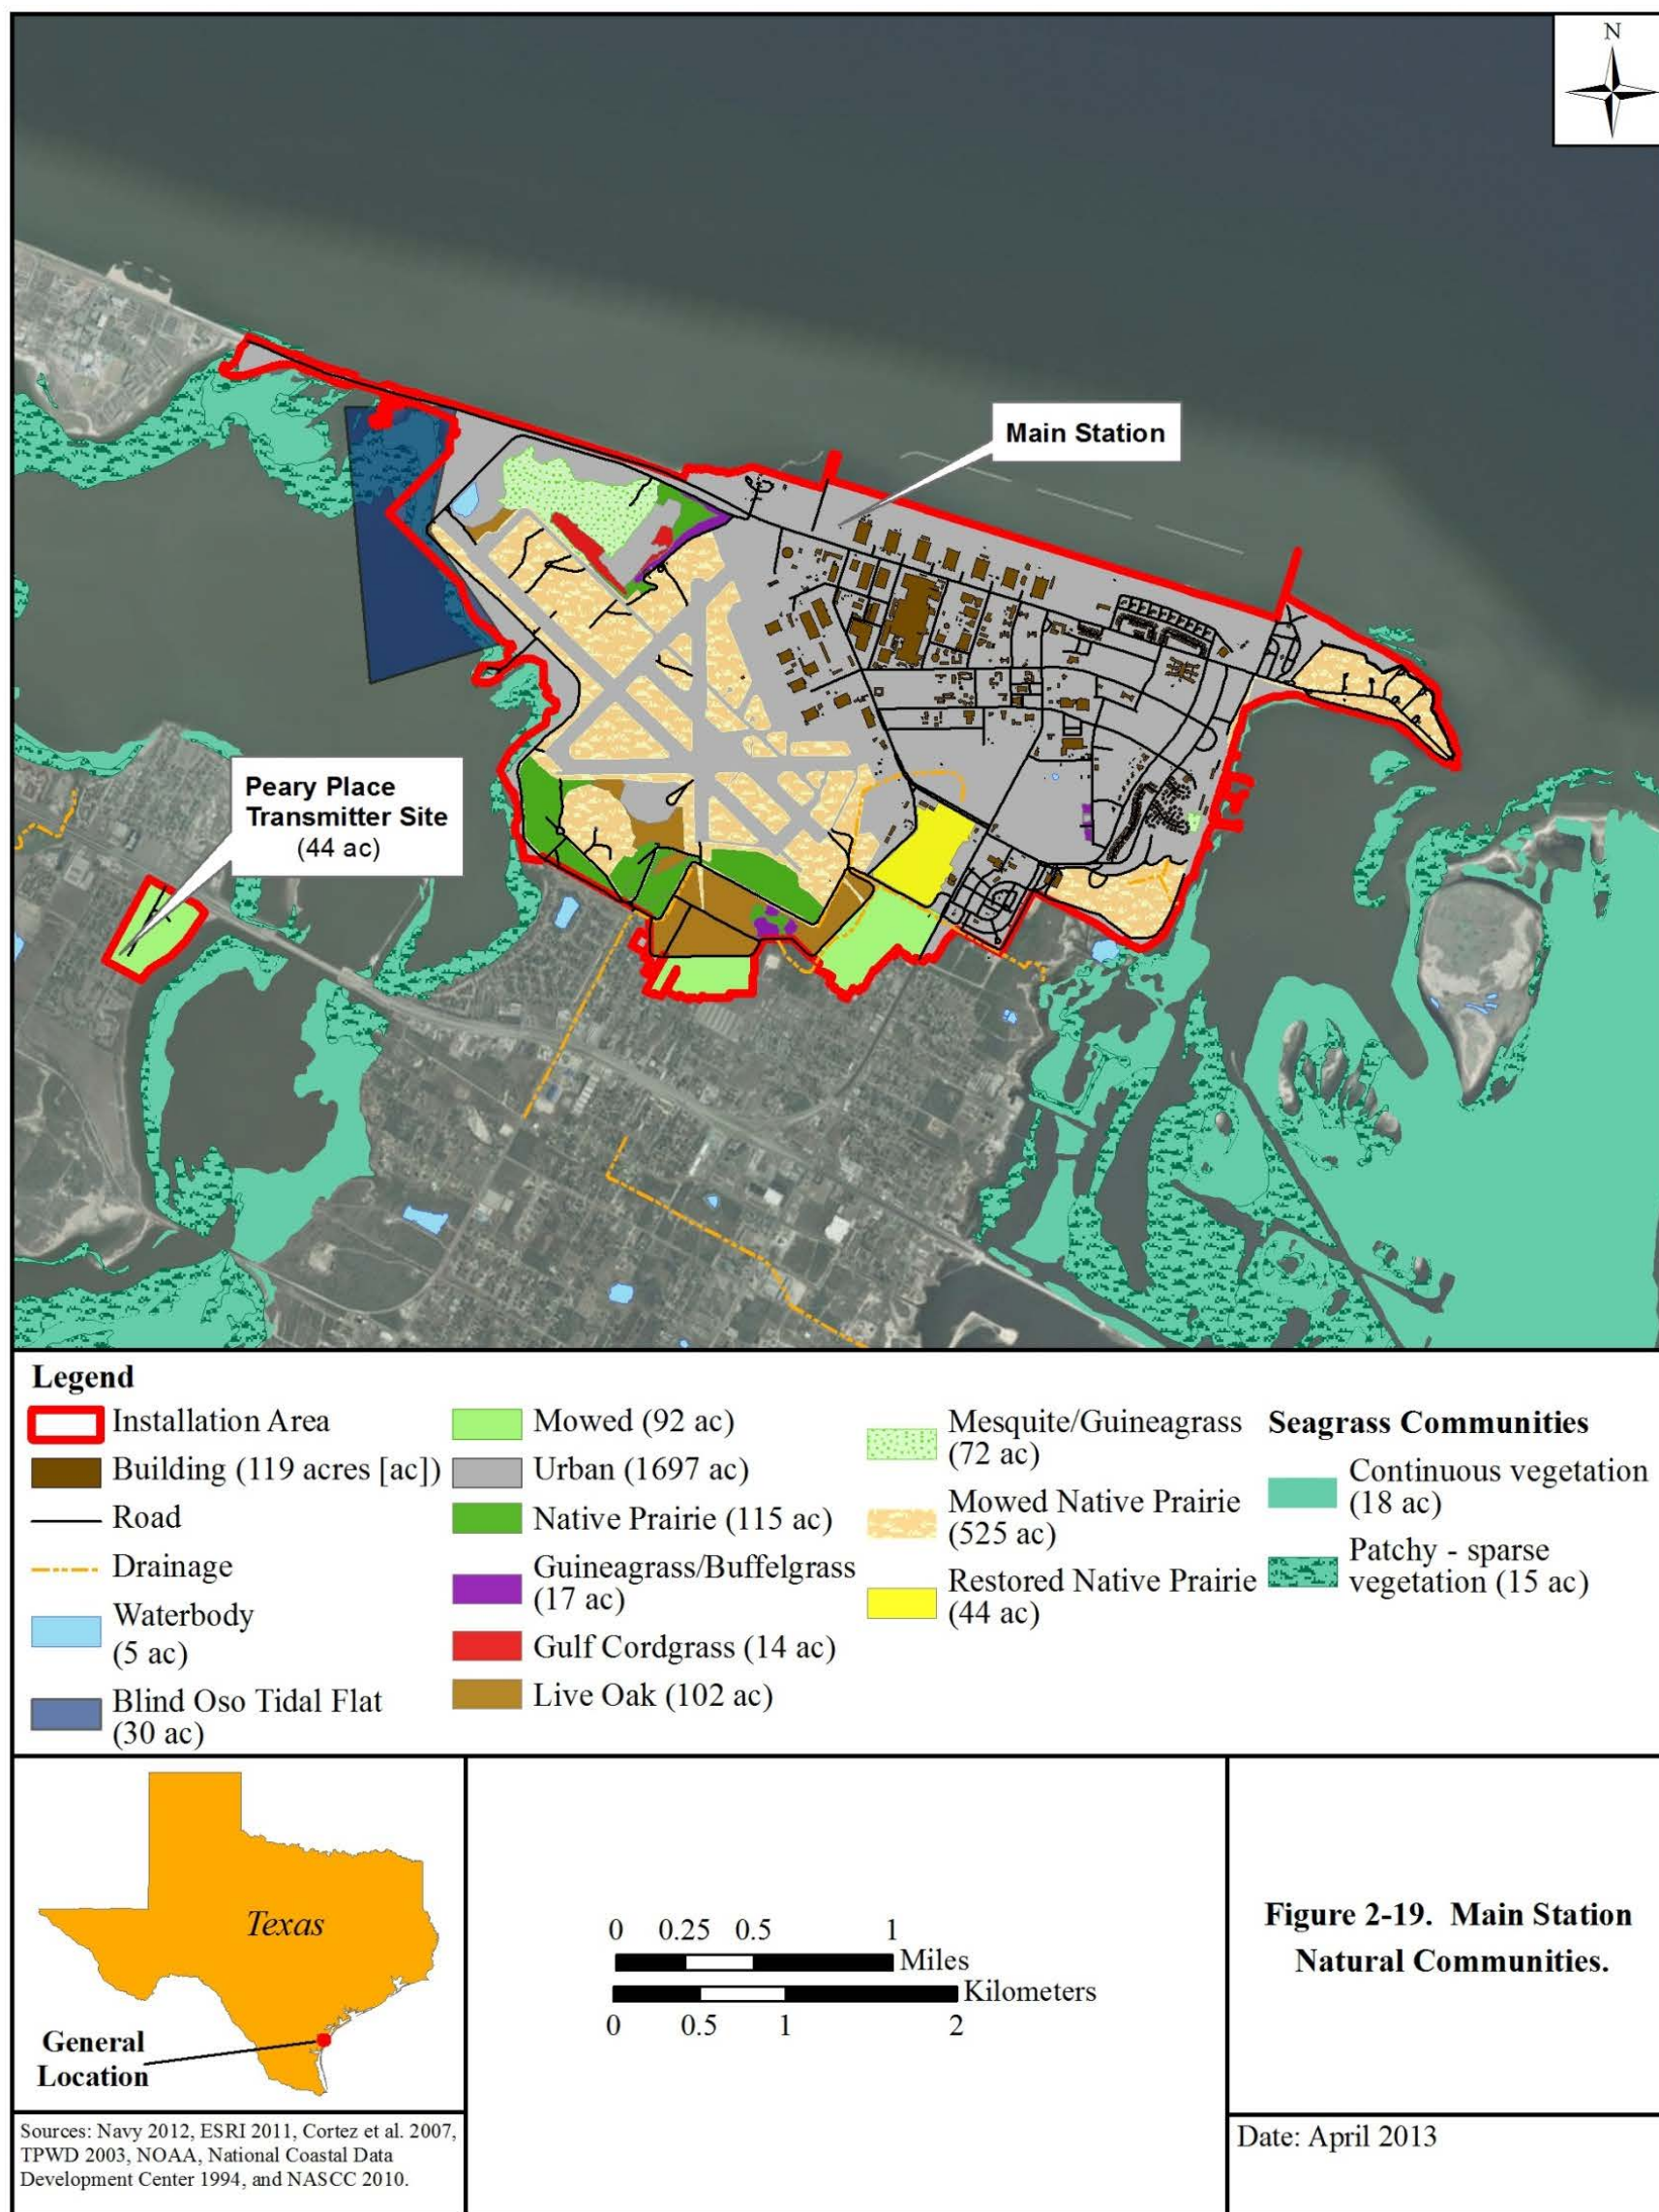 N
Main Station
Peary Place
Transmitter Site
(44 ac)
Legend
Installation Area
Building (119 acres [ac])
Road
Drainage
Waterbody
(5 ac)
Blind Oso Tidal Flat
(30 ac)
Mowed (92 ac)
Urban (1697 ac)
Native Prairie (115 ac)
Guineagrass/Buffelgrass
(17 ac)
Gulf Cordgrass (14 ac)
Live Oak (102 ac)
Mesquite/Guineagrass
(72 ac)
Mowed Native Prairie
(525 ac)
Restored Native Prairie
(44 ac)
Seagrass Communities
Continuous vegetation
(18 ac)
Patchy - sparse
vegetation (15 ac)
Texas
General
Location
Sources: Navy 2012, ESRI 2011, Cortez et al. 2007,
TPWD 2003, NOAA, National Coastal Data
Development Center 1994, and NASCC 2010.
0 0.25 0.5 1
Miles
Kilometers
0 0.5 1 2
Figure 2-19. Main Station
Natural Communities.
Date: April 2013